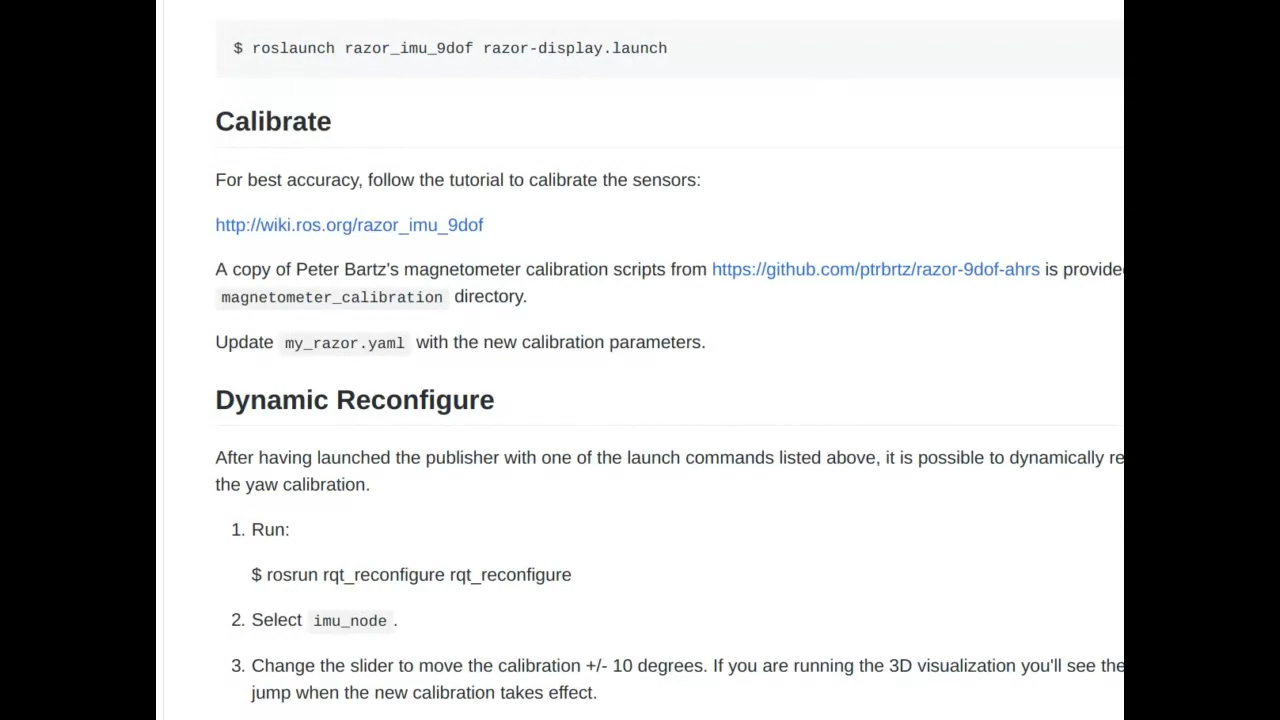 $ roslaunch razor_imu_9dof razor-display.launch
Calibrate
For best accuracy, follow the tutorial to calibrate the sensors:
http://wiki.ros.org/razor_imu_9dof
A copy of Peter Bartz's magnetometer calibration scripts from https://github.com/ptrbrtz/razor-9dof-ahrs is
magnetometer_calibration directory.
Update my_razor.yaml with the new calibration parameters.
Dynamic Reconfigure
After having launched the publisher with one of the launch commands listed above, it is possible to dynamically
the yaw calibration.
1. Run:
$ rosrun rqt_reconfigure rqt_reconfigure
2. Select imu_node.
3. Change the slider to move the calibration +/- 10 degrees. If you are running the 3D visualization you'll see the
jump when the new calibration takes effect.